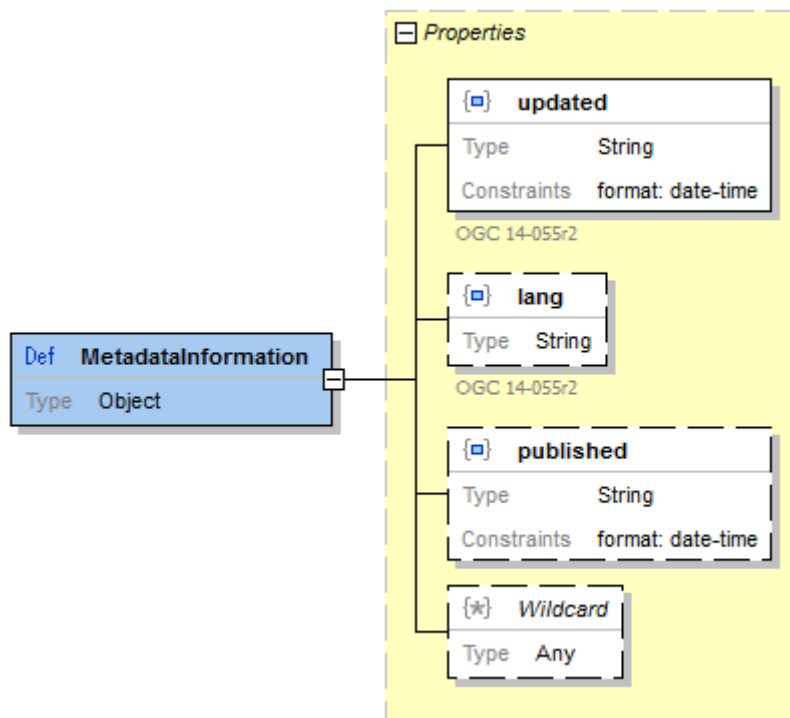 Properties
{} updated
Type String
Constraints format: date-time
OGC 14-055r2
{} lang
Type String
OGC 14-055r2
Def MetadataInformation
Type Object
{} published
Type String
Constraints format: date-time
{*} Wildcard
Type Any